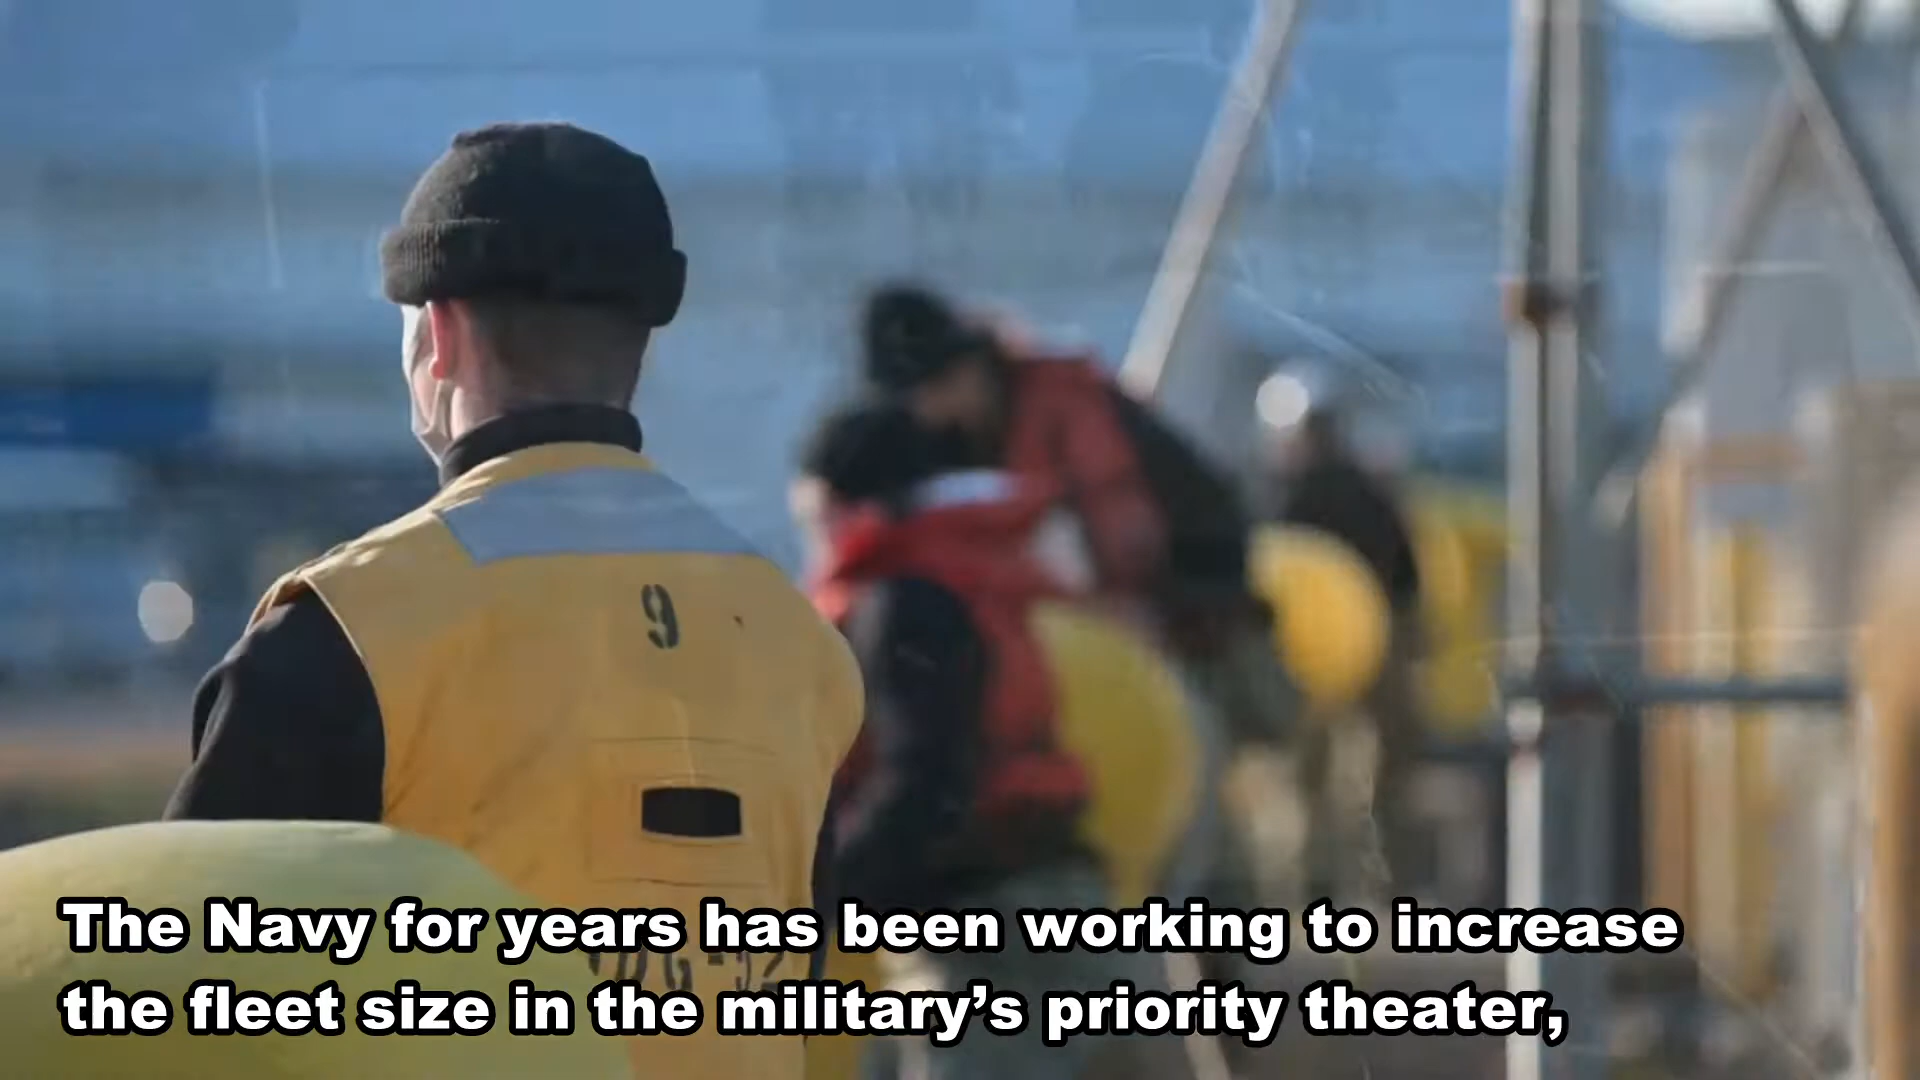 9
The Navy for years has been working to increase
the fleet size in the military’s priority theater,